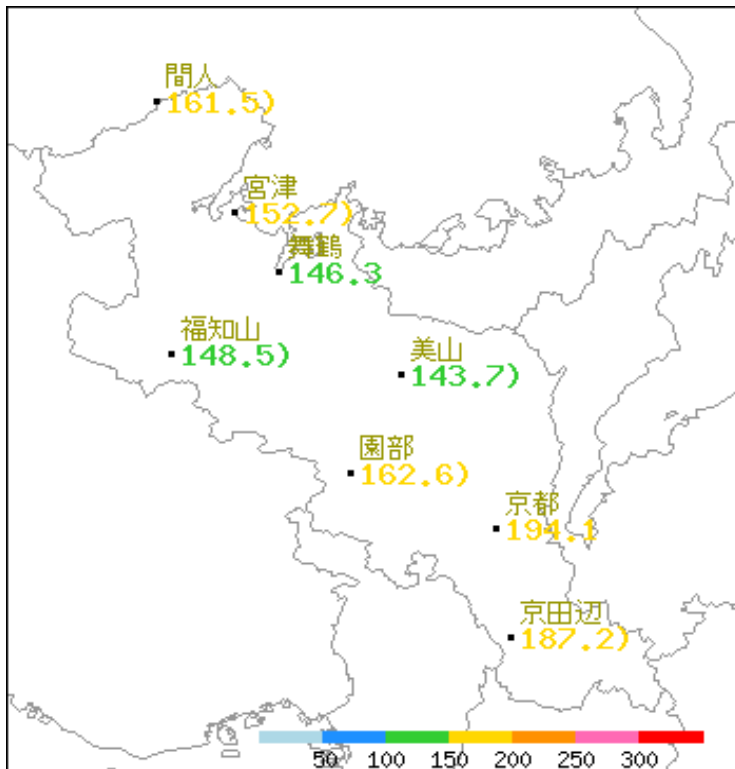 間人
161.5)
宮津
152.7)
舞鶴
146.3
福知山
148.5)
美山
143.7)
園部
162.6)
京都
194.1
京田辺
187.2)
50 100 150 200 250 300